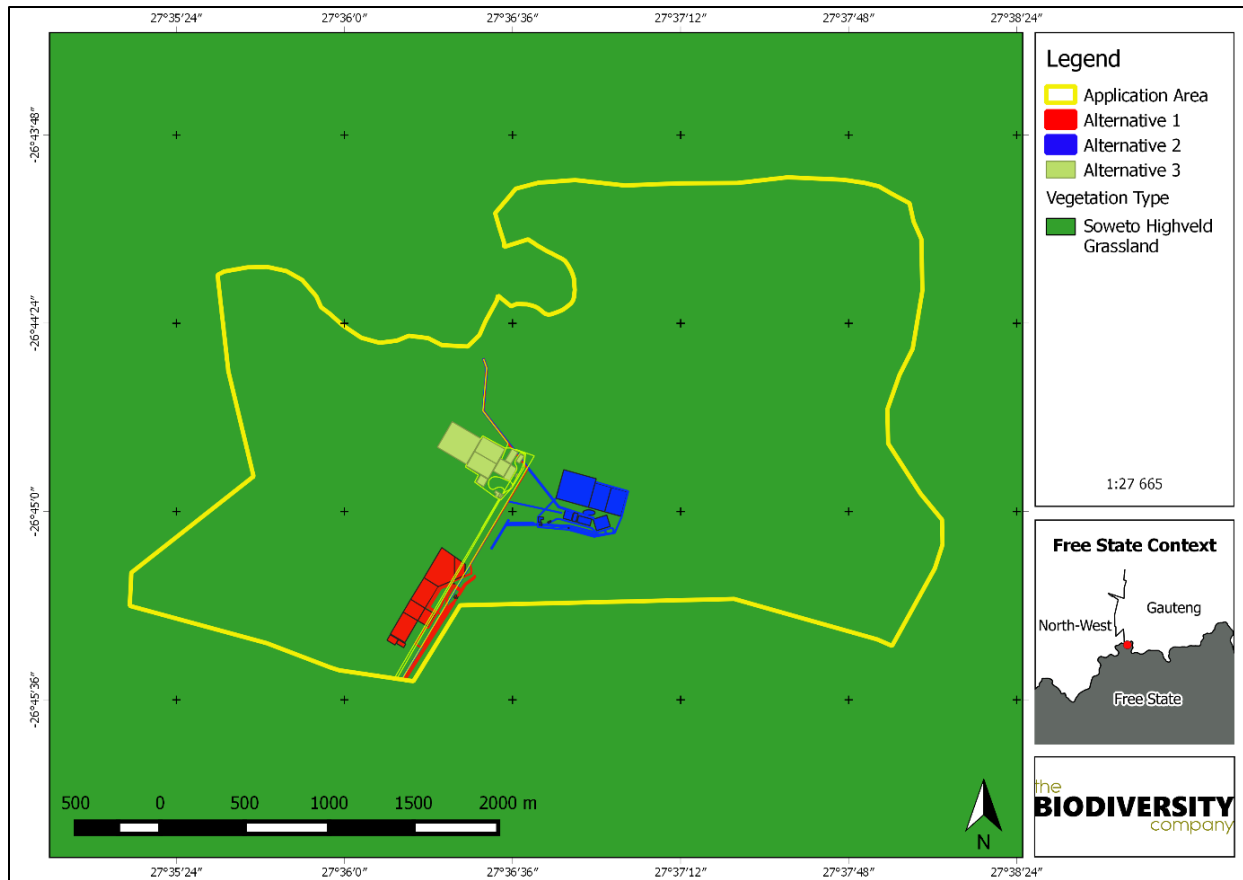 27°35′24″ 27°36′0″ 27°36′36″ 27°37′12″ 27°37′48″ 27°38′24″
-26°43′48″
-26°44′24″
-26°45′0″
-26°45′36″
500 0 500 1000 1500 2000 m
N
27°35′24″ 27°36′0″ 27°36′36″ 27°37′12″ 27°37′48″ 27°38′24″
Legend
Application Area
Alternative 1
Alternative 2
Alternative 3
Vegetation Type
Soweto Highveld
Grassland
1:27 665
Free State Context
Gauteng
North-West
Free State
the
BIODIVERSITY
company